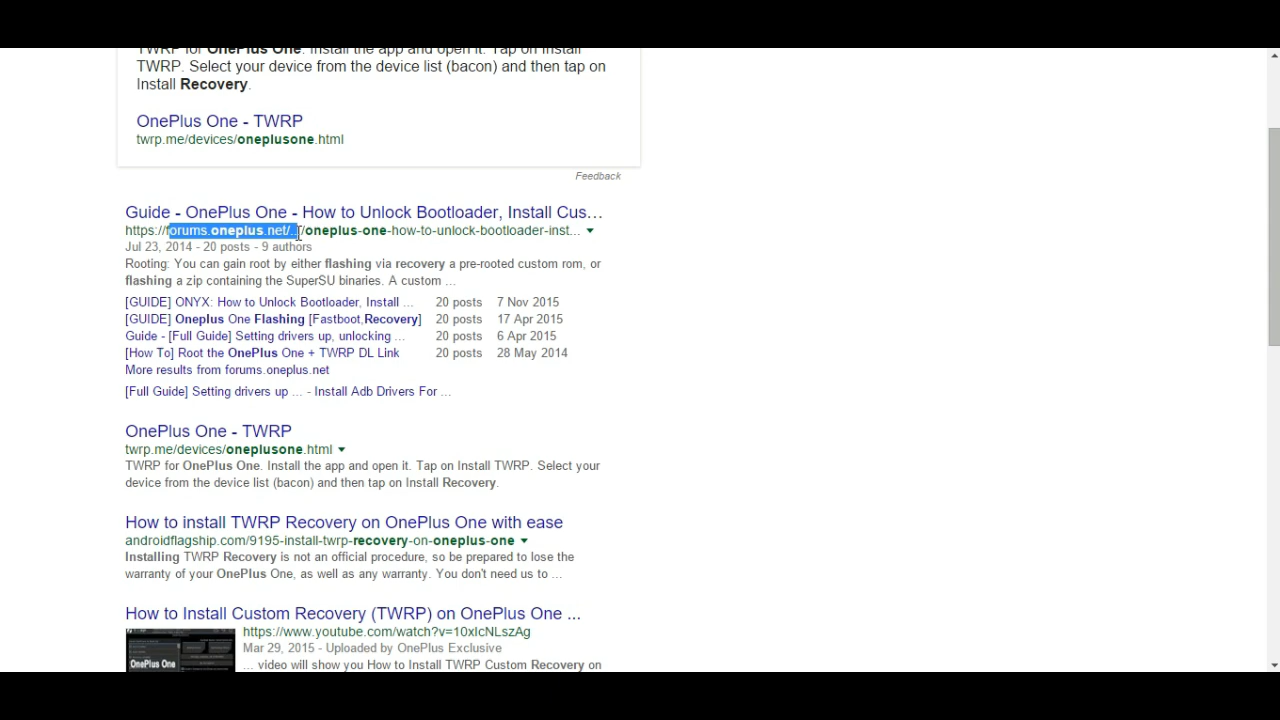 TWRP for OnePlus One. Install the app and open it. Tap on Install
TWRP. Select your device from the device list (bacon) and then tap on
Install Recovery.
OnePlus One - TWRP
twrp.me/devices/oneplusone.html
Feedback
Guide - OnePlus One - How to Unlock Bootloader, Install Cus...
https://forums.oneplus.net/.../oneplus-one-how-to-unlock-bootloader-inst...
Jul 23, 2014 - 20 posts - 9 authors
Rooting: You can gain root by either flashing via recovery a pre-rooted custom rom, or
flashing a zip containing the SuperSU binaries. A custom ...
[GUIDE] ONYX: How to Unlock Bootloader, Install ... 20 posts 7 Nov 2015
[GUIDE] Oneplus One Flashing [Fastboot,Recovery] 20 posts 17 Apr 2015
Guide - [Full Guide] Setting drivers up, unlocking ... 20 posts 6 Apr 2015
[How To] Root the OnePlus One + TWRP DL Link 20 posts 28 May 2014
More results from forums.oneplus.net
[Full Guide] Setting drivers up ... - Install Adb Drivers For ...
OnePlus One - TWRP
twrp.me/devices/oneplusone.html
TWRP for OnePlus One. Install the app and open it. Tap on Install TWRP. Select your
device from the device list (bacon) and then tap on Install Recovery.
How to install TWRP Recovery on OnePlus One with ease
androidflagship.com/9195-install-twrp-recovery-on-oneplus-one
Installing TWRP Recovery is not an official procedure, so be prepared to lose the
warranty of your OnePlus One, as well as any warranty. You don't need us to ...
How to Install Custom Recovery (TWRP) on OnePlus One ...
https://www.youtube.com/watch?v=10xIcNLszAg
Mar 29, 2015 - Uploaded by OnePlus Exclusive
... video will show you How to Install TWRP Custom Recovery on
OnePlus One